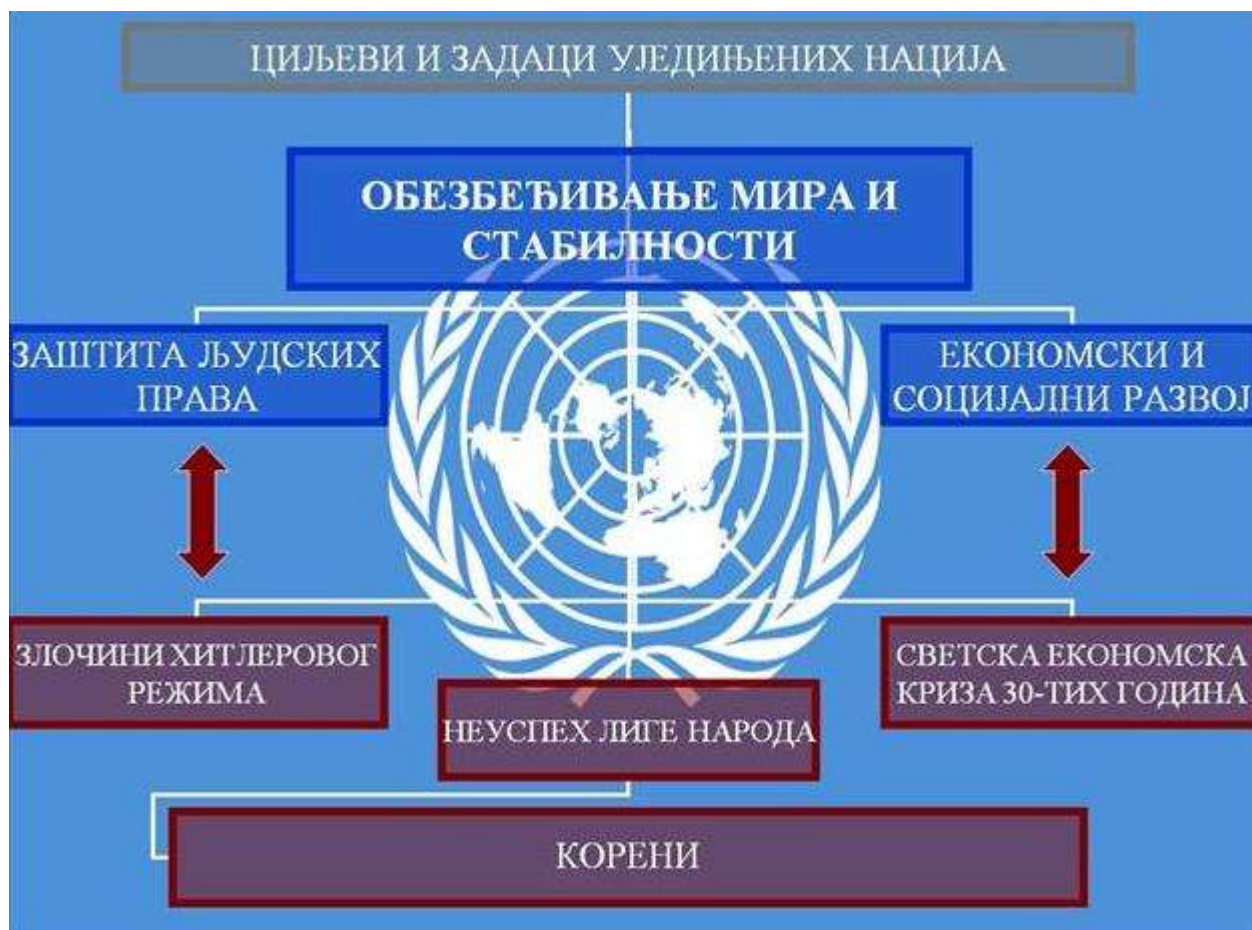 ЦИЉЕВИ И ЗАДАЦИ УЈЕДИЊЕНИХ НАЦИЈА
ОБЕЗБЕЂИВАЊЕ МИРА И
СТАБИЛНОСТИ
ЗАШТИТА ЉУДСКИХ
ПРАВА
ЕКОНОМСКИ И
СОЦИЈАЛНИ РАЗВОЈ
ЗЛОЧИНИ ХИТЛЕРОВОГ
РЕЖИМА
НЕУСПЕХ ЛИГЕ НАРОДА
СВЕТСКА ЕКОНОМСКА
КРИЗА 30-ТИХ ГОДИНА
КОРЕНИ